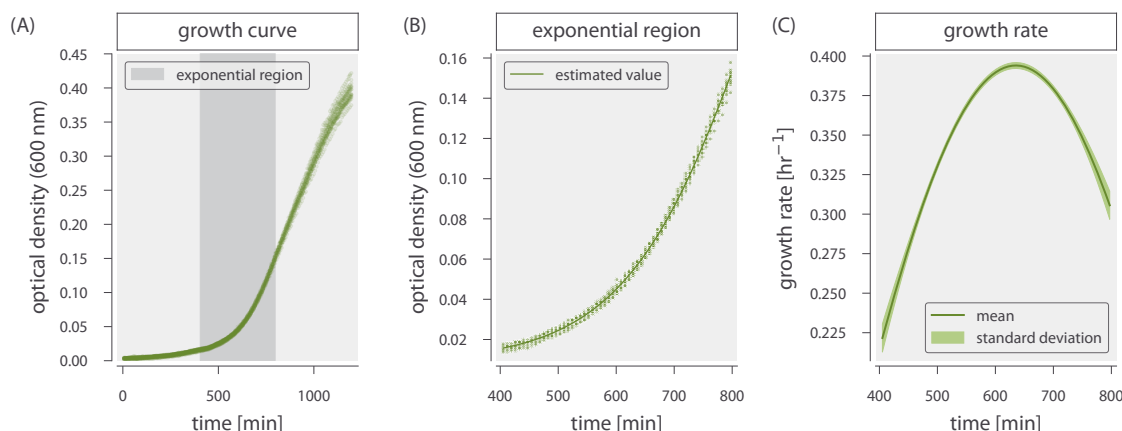 (A)
growth curve
0.45
0.40
0.35
0.30
0.25
0.20
0.15
0.10
0.05
0.00
optical density (600 nm)
exponential region
0
500
1000
time [min]
(B)
exponential region
0.16
0.14
0.12
0.10
0.08
0.06
0.04
0.02
optical density (600 nm)
estimated value
400
500
600
700
800
time [min]
(C)
growth rate
0.400
0.375
0.350
0.325
0.300
0.275
0.250
0.225
growth rate [hr⁻¹]
mean
standard deviation
400
500
600
700
800
time [min]